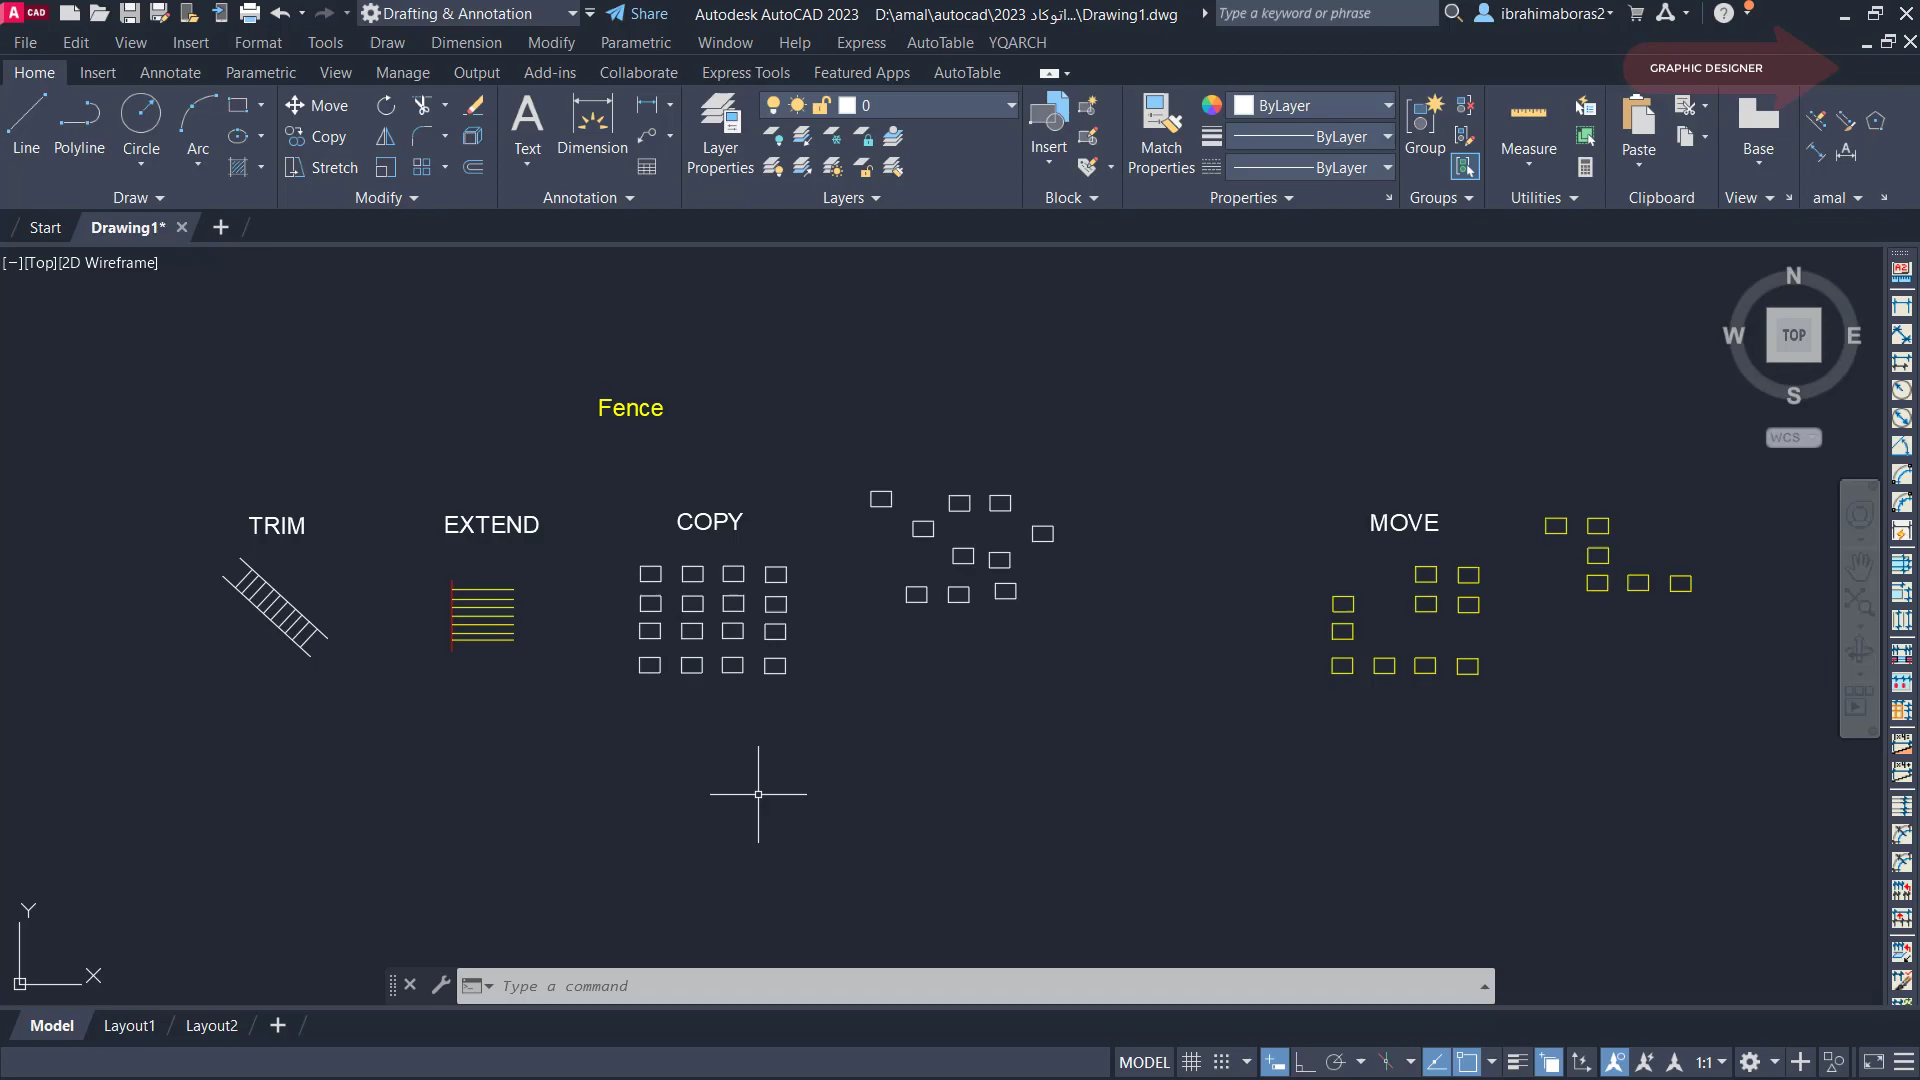 A CAD Drafting & Annotation Share Autodesk AutoCAD 2023 D:\amal\autocad\2023 اتوكاد...\Drawing1.dwg Type a keyword or phrase ibrahimaboras2
File Edit View Insert Format Tools Draw Dimension Modify Parametric Window Help Express AutoTable YQARCH
Home Insert Annotate Parametric View Manage Output Add-ins Collaborate Express Tools Featured Apps AutoTable
GRAPHIC DESIGNER
Move 0 ByLayer
Copy ByLayer
Line Polyline Circle Arc Text Dimension Layer Insert Match Group Measure Paste Base
Stretch Properties Properties ByLayer
Draw Modify Annotation Layers Block Properties Groups Utilities Clipboard View amal
Start Drawing1*
[−][Top][2D Wireframe]
N
W TOP E
S
WCS
Fence
TRIM EXTEND COPY MOVE
Y
X
Type a command
Model Layout1 Layout2
MODEL 1:1